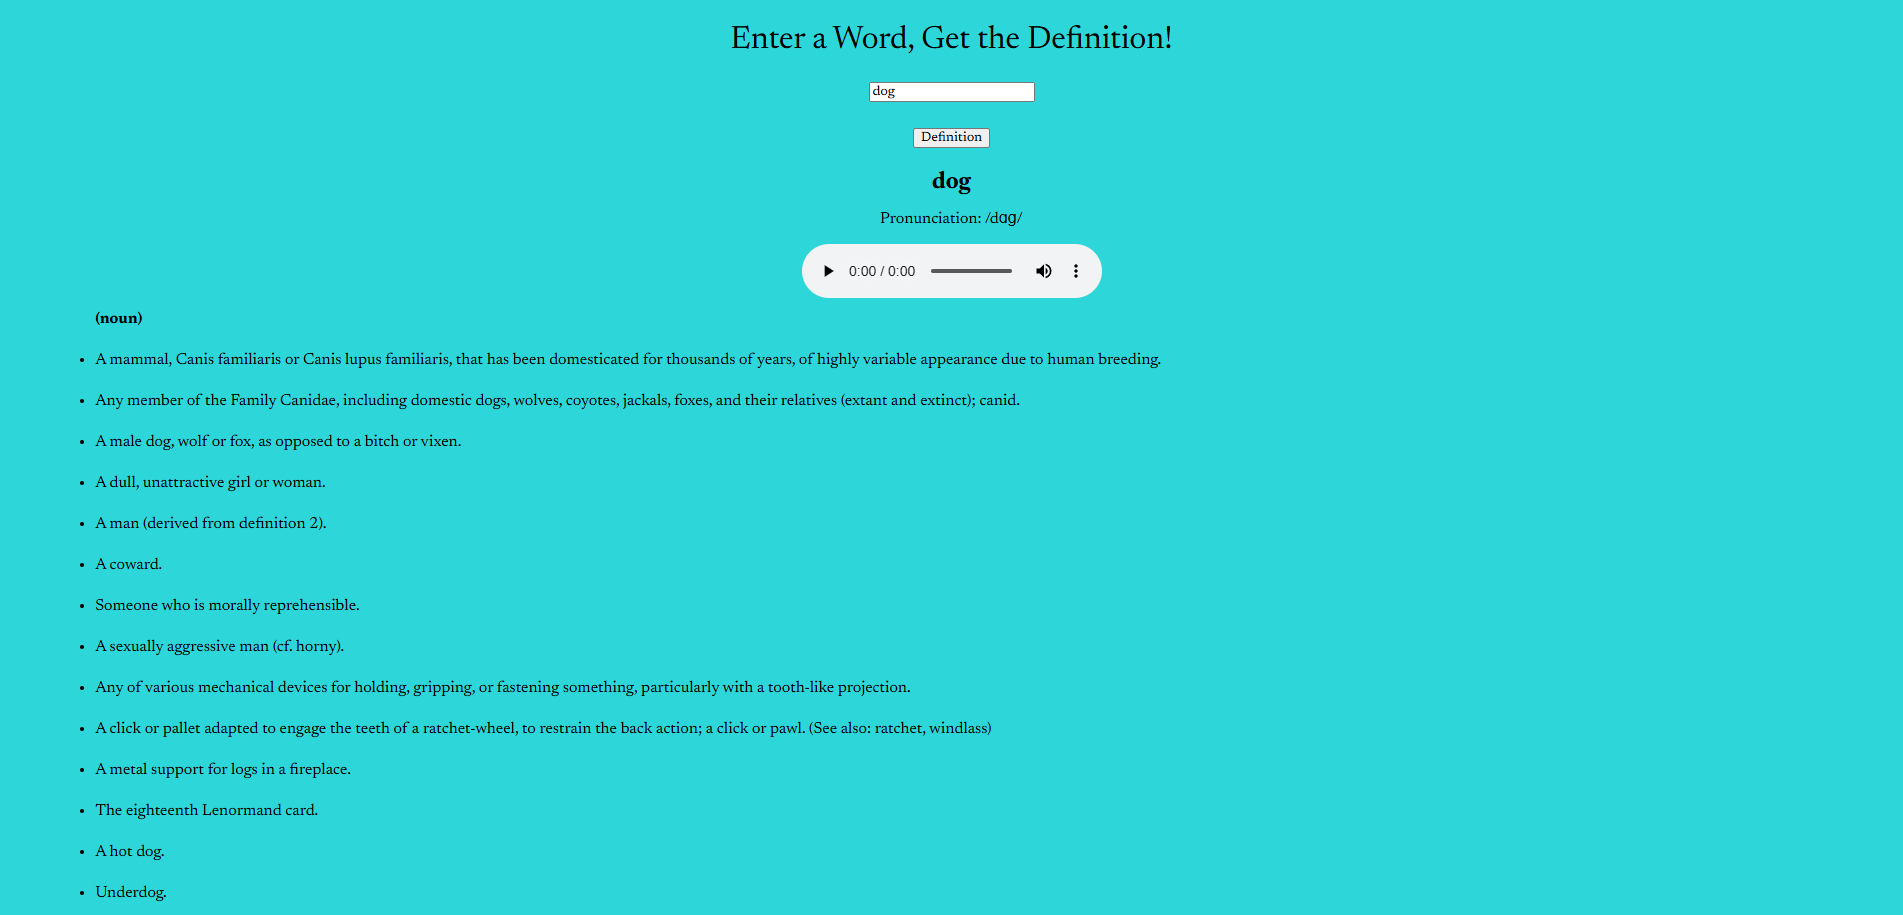 Enter a Word, Get the Definition!
dog
Definition
dog
Pronunciation: /dɑɡ/
0:00 / 0:00
(noun)
• A mammal, Canis familiaris or Canis lupus familiaris, that has been domesticated for thousands of years, of highly variable appearance due to human breeding.
• Any member of the Family Canidae, including domestic dogs, wolves, coyotes, jackals, foxes, and their relatives (extant and extinct); canid.
• A male dog, wolf or fox, as opposed to a bitch or vixen.
• A dull, unattractive girl or woman.
• A man (derived from definition 2).
• A coward.
• Someone who is morally reprehensible.
• A sexually aggressive man (cf. horny).
• Any of various mechanical devices for holding, gripping, or fastening something, particularly with a tooth-like projection.
• A click or pallet adapted to engage the teeth of a ratchet-wheel, to restrain the back action; a click or pawl. (See also: ratchet, windlass)
• A metal support for logs in a fireplace.
• The eighteenth Lenormand card.
• A hot dog.
• Underdog.